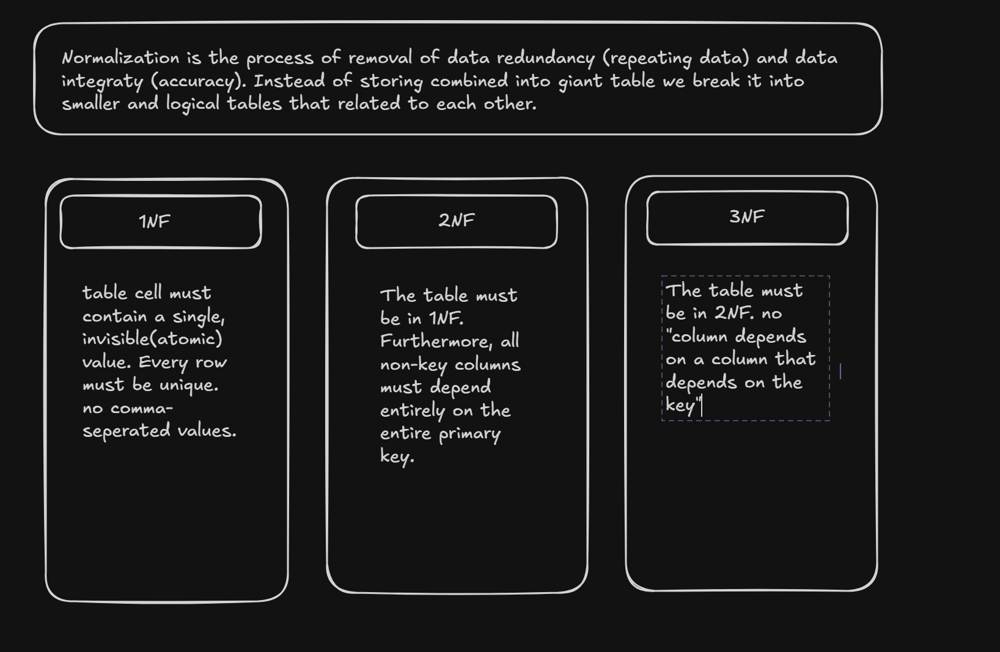 Normalization is the process of removal of data redundancy (repeating data) and data
integraty (accuracy). Instead of storing combined into giant table we break it into
smaller and logical tables that related to each other.
1NF
table cell must
contain a single,
invisible(atomic)
value. Every row
must be unique.
no comma-
seperated values.
2NF
The table must
be in 1NF.
Furthermore, all
non-key columns
must depend
entirely on the
entire primary
key.
3NF
The table must
be in 2NF. no
"column depends
on a column that
depends on the
key"